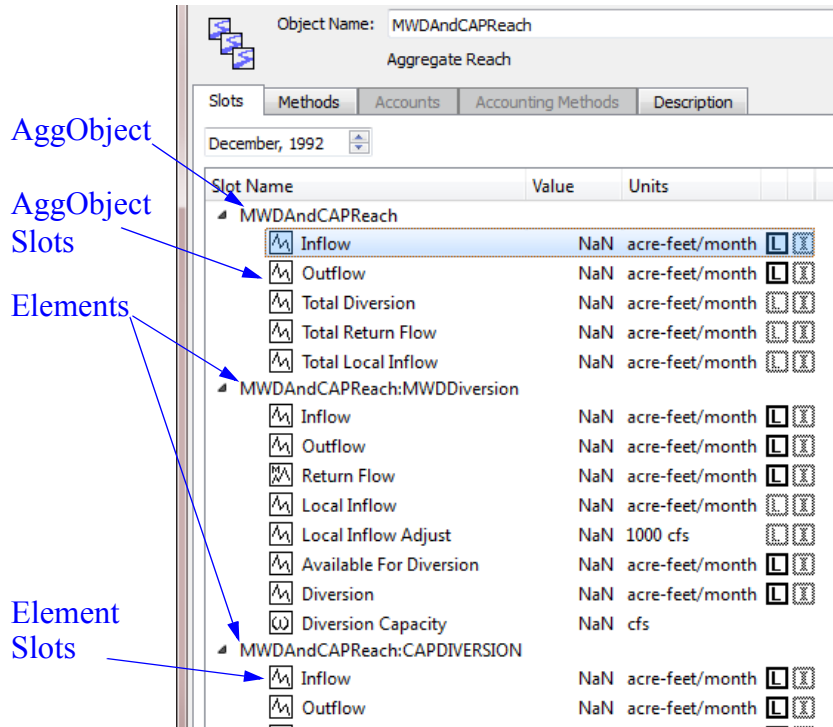 Object Name: MWDAndCAPReach
Aggregate Reach
Slots Methods Accounts Accounting Methods Description
AggObject
December, 1992
Slot Name Value Units
AggObject
Slots
MWDAndCAPReach
Inflow NaN acre-feet/month L I
Outflow NaN acre-feet/month L I
Elements
Total Diversion NaN acre-feet/month L I
Total Return Flow NaN acre-feet/month L I
Total Local Inflow NaN acre-feet/month L I
MWDAndCAPReach:MWDDiversion
Inflow NaN acre-feet/month L I
Outflow NaN acre-feet/month L I
Return Flow NaN acre-feet/month L I
Local Inflow NaN acre-feet/month L I
Local Inflow Adjust NaN 1000 cfs L I
Available For Diversion NaN acre-feet/month L I
Diversion NaN acre-feet/month L I
Element
Slots
Diversion Capacity NaN cfs
MWDAndCAPReach:CAPDIVERSION
Inflow NaN acre-feet/month L I
Outflow NaN acre-feet/month L I